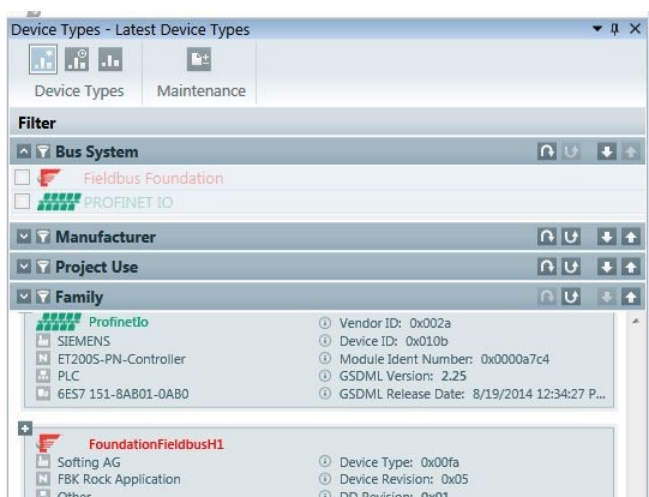 Device Types - Latest Device Types
Device Types
Maintenance
Filter
Bus System
Fieldbus Foundation
PROFINET IO
Manufacturer
Project Use
Family
ProfinetIo
Vendor ID: 0x002a
SIEMENS
Device ID: 0x010b
ET200S-PN-Controller
Module Ident Number: 0x0000a7c4
PLC
GSDML Version: 2.25
6ES7 151-8AB01-0AB0
GSDML Release Date: 8/19/2014 12:34:27 P...
FoundationFieldbusH1
Softing AG
Device Type: 0x00fa
FBK Rock Application
Device Revision: 0x05
Other
DD Revision: 0x01